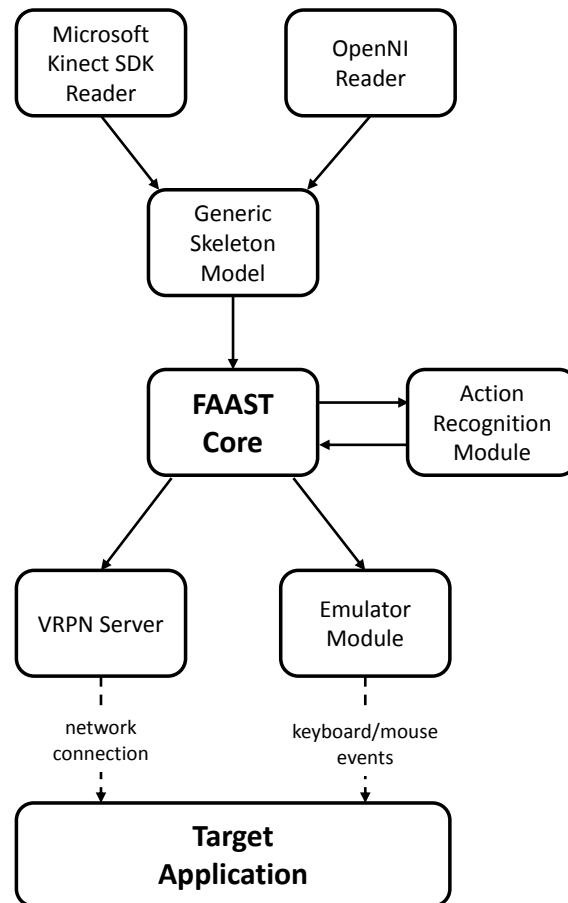 Microsoft
Kinect SDK
Reader
OpenNI
Reader
Generic
Skeleton
Model
FAAST
Core
Action
Recognition
Module
VRPN Server
Emulator
Module
network
connection
keyboard/mouse
events
Target
Application